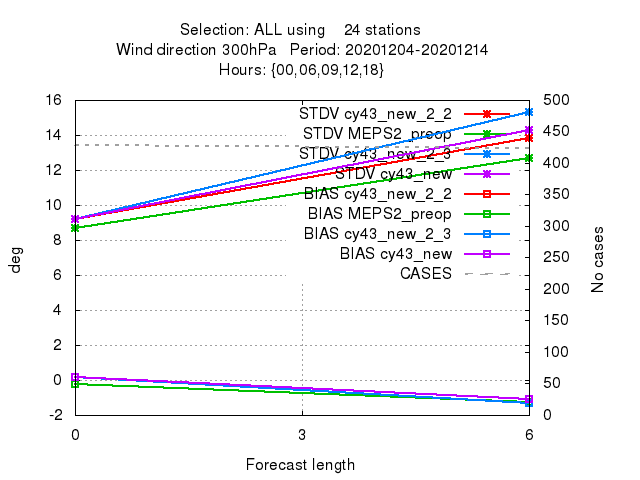 Selection: ALL using 24 stations
Wind direction 300hPa Period: 20201204-20201214
Hours: {00,06,09,12,18}
16 500
14 450
12 400
10 350
8 300
6 250
4 200
2 150
0 100
-2 50
0
0 3 6
deg
No cases
Forecast length
STDV cy43_new_2_2
STDV MEPS2_preop
STDV cy43_new_2_3
STDV cy43_new
BIAS cy43_new_2_2
BIAS MEPS2_preop
BIAS cy43_new_2_3
BIAS cy43_new
CASES